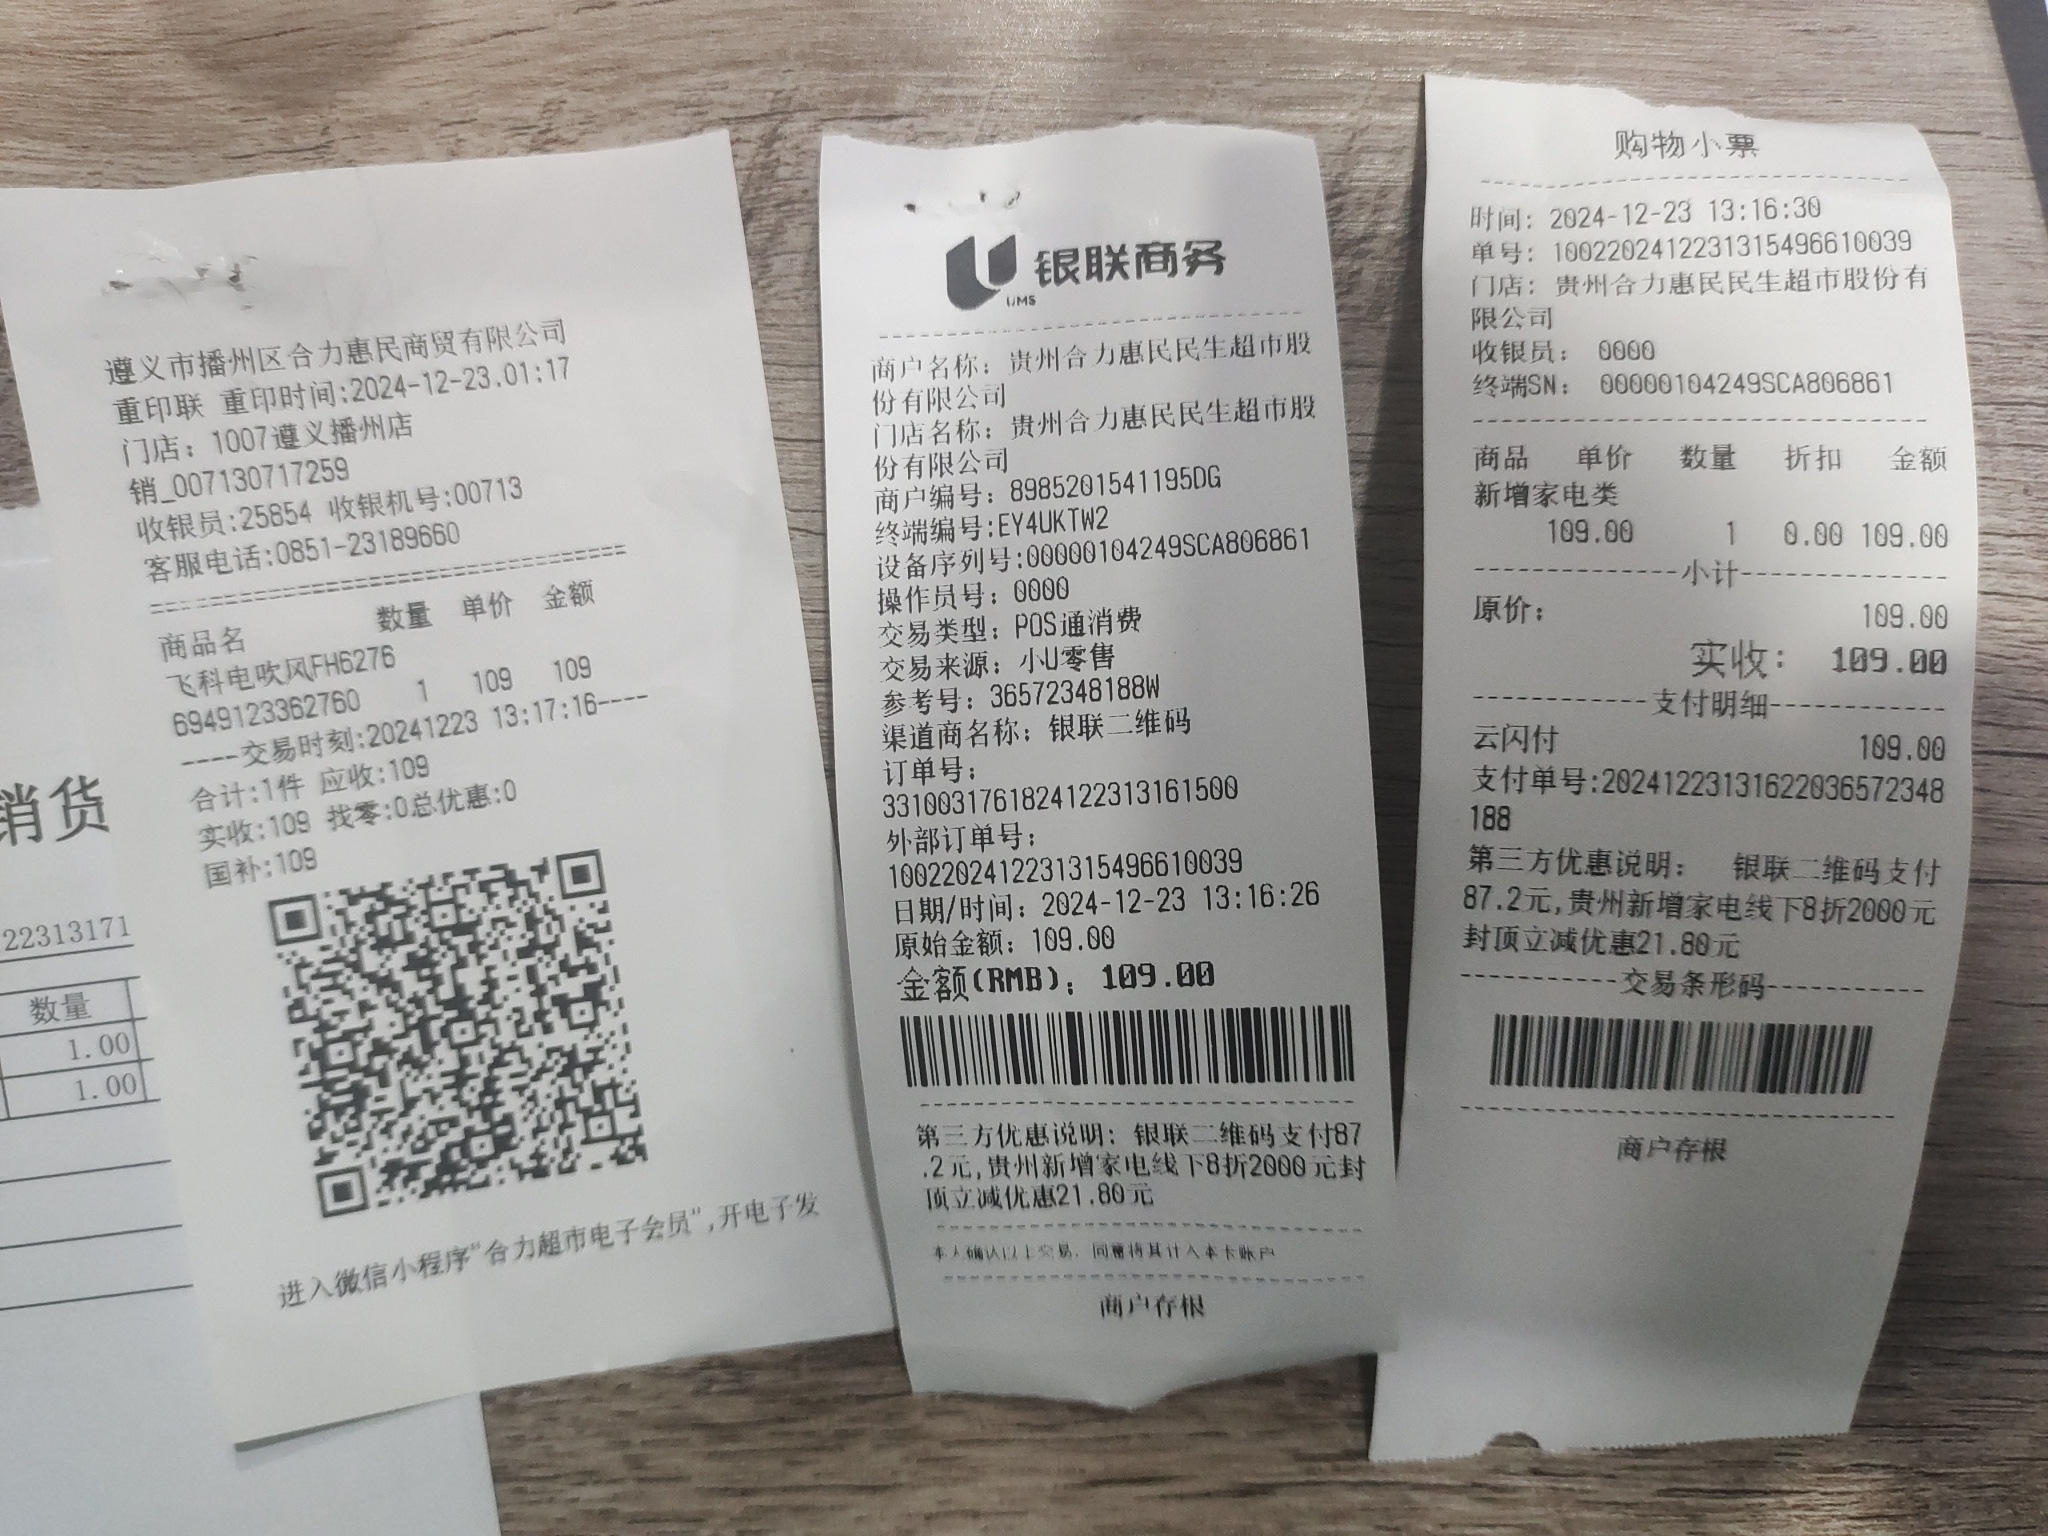 销货
22313171
数量
1.00
1.00
遵义市播州区合力惠民商贸有限公司
重印联 重印时间:2024-12-23.01:17
门店: 1007遵义播州店
销_007130717259
收银员:25854 收银机号:00713
客服电话:0851-23189660
商品名 数量 单价 金额
飞科电吹风FH6276
6949123362760 1 109 109
----交易时刻:20241223 13:17:16----
合计:1件 应收:109
实收:109 找零:0总优惠:0
国补:109
进入微信小程序"合力超市电子会员",开电子发
UMS 银联商务
商户名称: 贵州合力惠民民生超市股
份有限公司
门店名称: 贵州合力惠民民生超市股
份有限公司
商户编号: 8985201541195DG
终端编号:EY4UKTW2
设备序列号:00000104249SCA806861
操作员号: 0000
交易类型: POS通消费
交易来源: 小U零售
参考号: 36572348188W
渠道商名称: 银联二维码
订单号:
3310031761824122313161500
外部订单号:
10022024122313154966​10039
日期/时间: 2024-12-23 13:16:26
原始金额: 109.00
金额(RMB): 109.00
第三方优惠说明: 银联二维码支付87
.2元,贵州新增家电线下8折2000元封
顶立减优惠21.80元
本人确认以上交易, 同意将其计入本卡账户
商户存根
购物小票
时间: 2024-12-23 13:16:30
单号: 1002202412231315496610039
门店: 贵州合力惠民民生超市股份有
限公司
收银员: 0000
终端SN: 00000104249SCA806861
商品 单价 数量 折扣 金额
新增家电类
109.00 1 0.00 109.00
小计
原价: 109.00
实收: 109.00
支付明细
云闪付 109.00
支付单号:20241223131622036572348
188
第三方优惠说明: 银联二维码支付
87.2元,贵州新增家电线下8折2000元
封顶立减优惠21.80元
交易条形码
商户存根